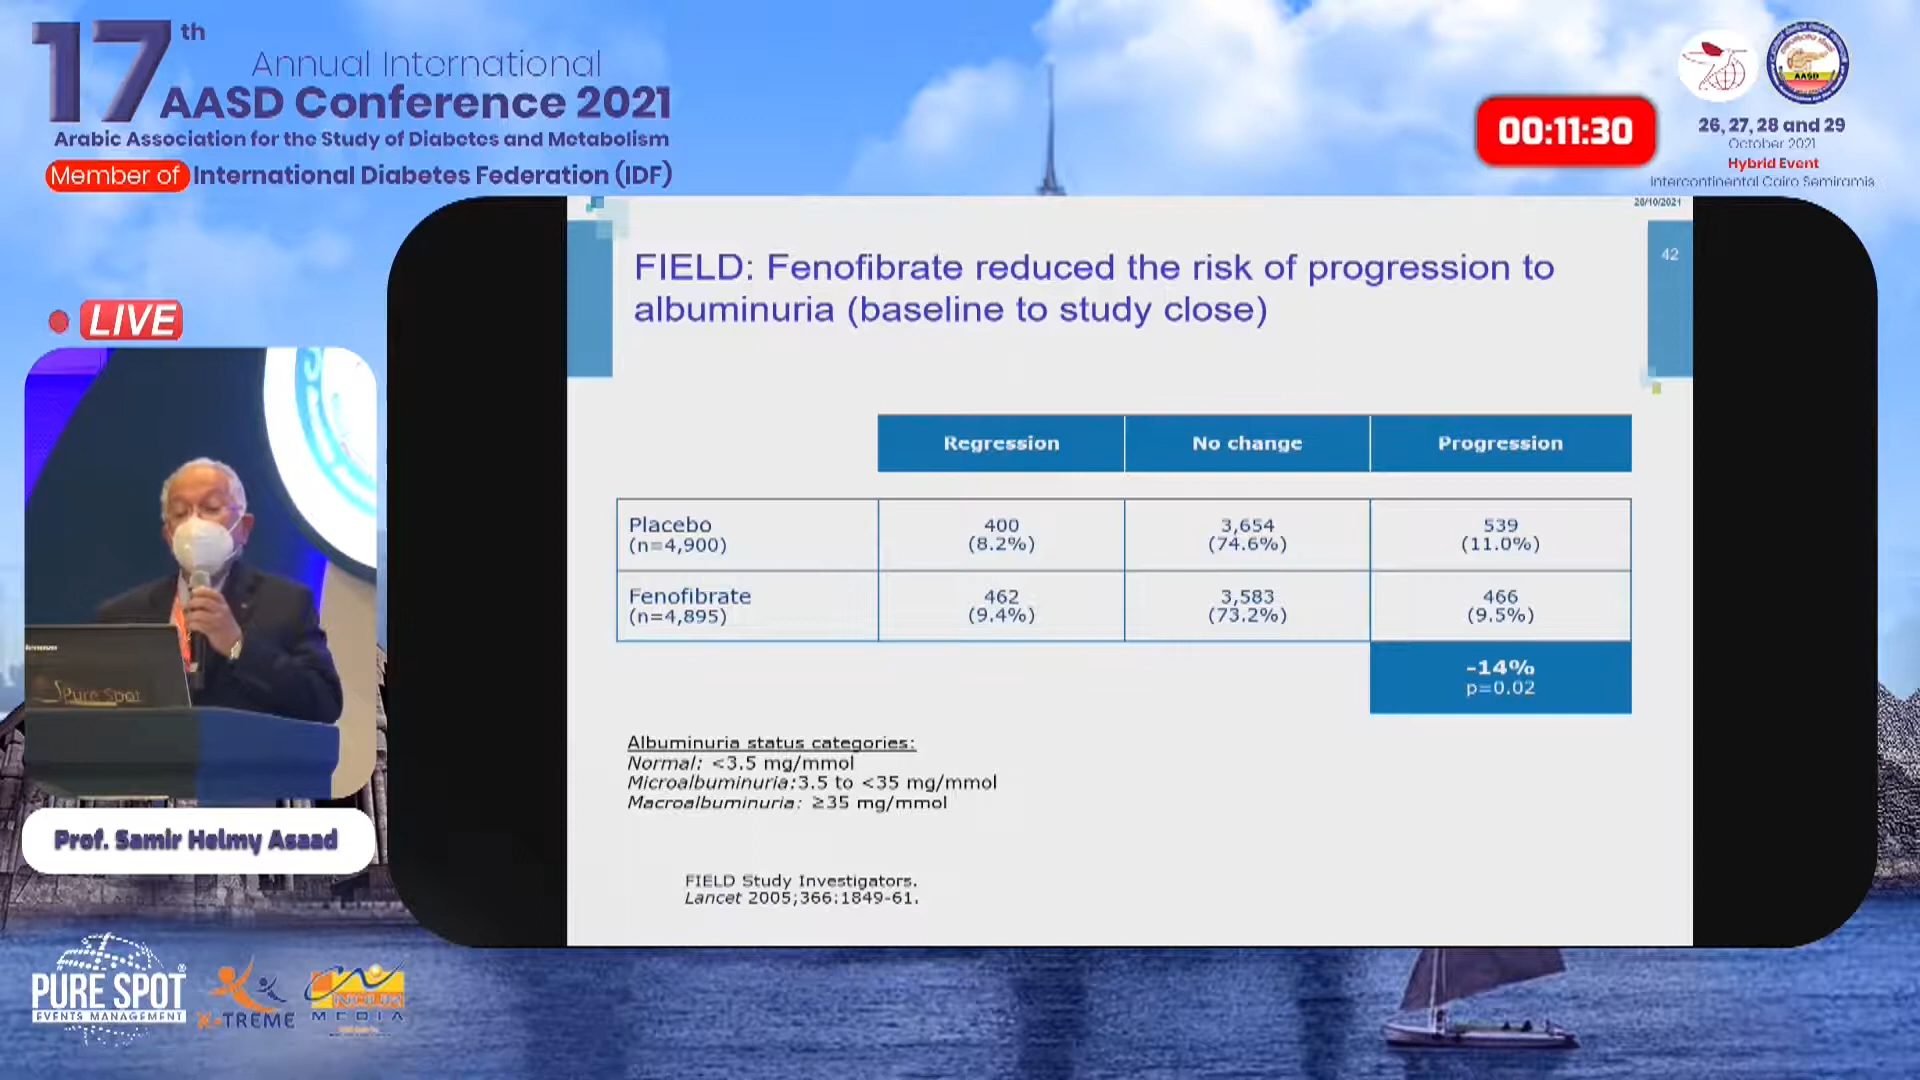 17th
Annual International
AASD Conference 2021
Arabic Association for the Study of Diabetes and Metabolism
Member of International Diabetes Federation (IDF)
00:11:30
AASD
26, 27, 28 and 29
October 2021
Hybrid Event
Intercontinental Cairo Semiramis
LIVE
28/10/2021
42
FIELD: Fenofibrate reduced the risk of progression to
albuminuria (baseline to study close)
Regression No change Progression
Placebo 400 3,654 539
(n=4,900) (8.2%) (74.6%) (11.0%)
Fenofibrate 462 3,583 466
(n=4,895) (9.4%) (73.2%) (9.5%)
-14%
p=0.02
Albuminuria status categories:
Normal: <3.5 mg/mmol
Microalbuminuria:3.5 to <35 mg/mmol
Macroalbuminuria: ≥35 mg/mmol
FIELD Study Investigators.
Lancet 2005;366:1849-61.
lenovo
Pure Spot
Prof. Samir Helmy Asaad
PURE SPOT®
EVENTS MANAGEMENT
X-TREME
MEDIA